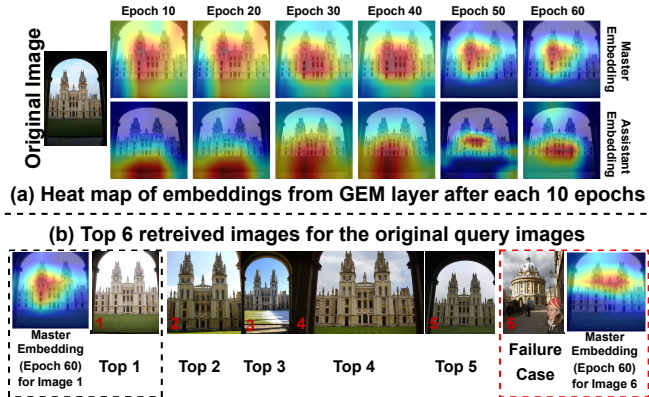 Epoch 10 Epoch 20 Epoch 30 Epoch 40 Epoch 50 Epoch 60
Original Image
Master
Embedding
Assistant
Embedding
(a) Heat map of embeddings from GEM layer after each 10 epochs
(b) Top 6 retreived images for the original query images
1 2 3 4 5 6
Master
Embedding
(Epoch 60)
for Image 1
Top 1 Top 2 Top 3 Top 4 Top 5
Failure
Case
Master
Embedding
(Epoch 60)
for Image 6